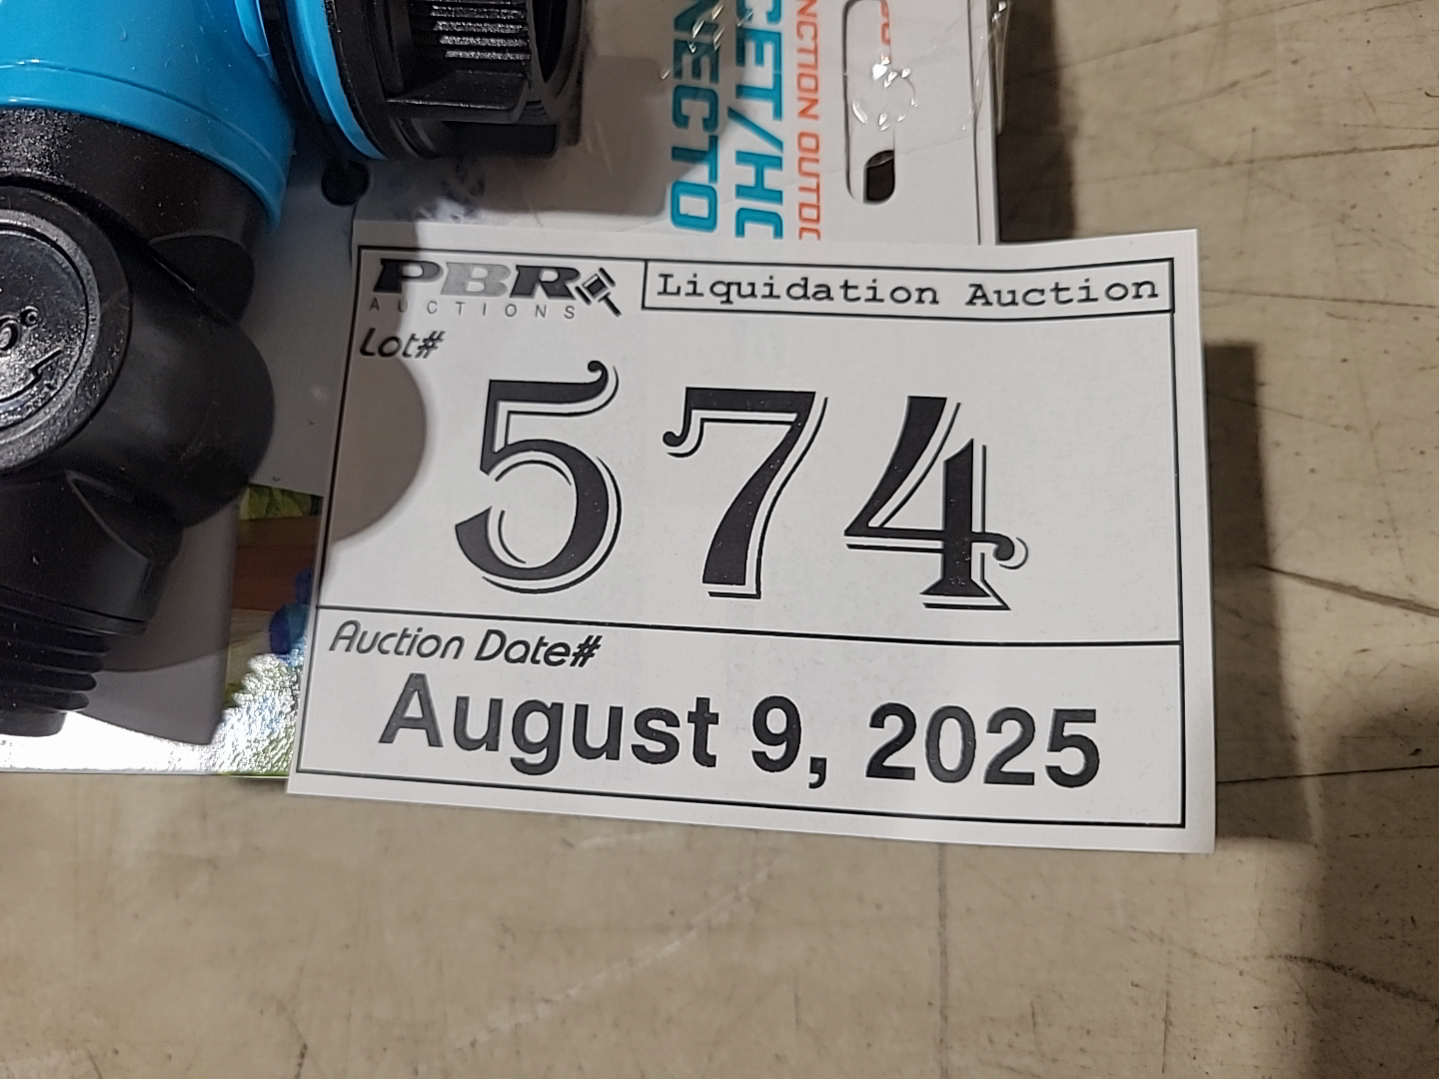 PBR
AUCTIONS
Liquidation Auction
Lot#
574
Auction Date#
August 9, 2025